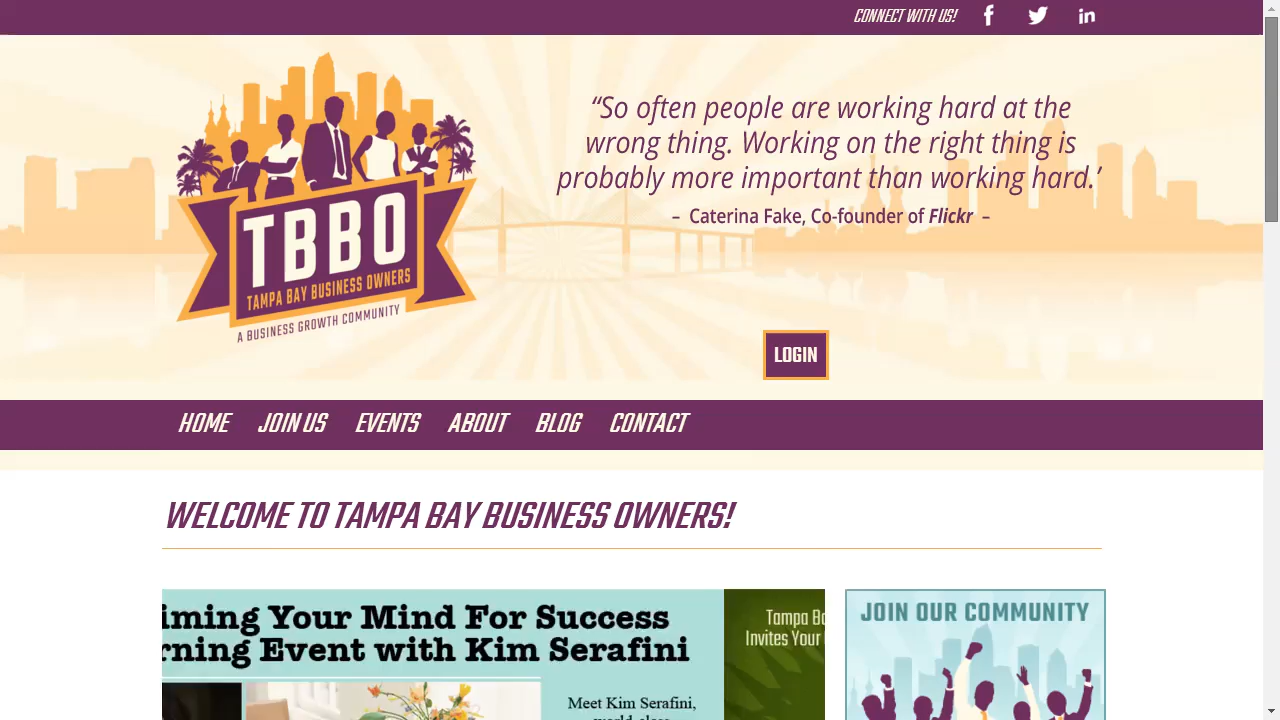 CONNECT WITH US!
“So often people are working hard at the
wrong thing. Working on the right thing is
probably more important than working hard.’
– Caterina Fake, Co-founder of Flickr –
TBBO
TAMPA BAY BUSINESS OWNERS
A BUSINESS GROWTH COMMUNITY
LOGIN
HOME JOIN US EVENTS ABOUT BLOG CONTACT
WELCOME TO TAMPA BAY BUSINESS OWNERS!
iming Your Mind For Success
rning Event with Kim Serafini
Meet Kim Serafini,
Tampa Ba
Invites Your
JOIN OUR COMMUNITY